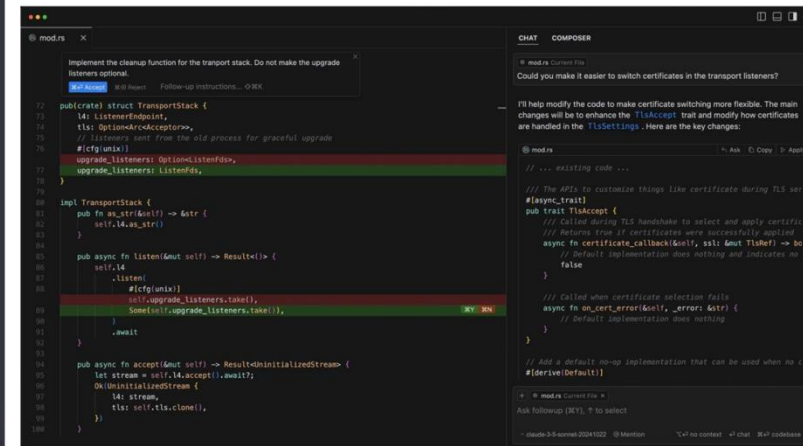 mod.rs ×
Implement the cleanup function for the tranport stack. Do not make the upgrade
listeners optional.
⌘⏎ Accept ⌘⌫ Reject Follow-up instructions... ⇧⌘K
72 pub(crate) struct TransportStack {
73 l4: ListenerEndpoint,
74 tls: Option<Arc<Acceptor>>,
75 // listeners sent from the old process for graceful upgrade
76 #[cfg(unix)]
upgrade_listeners: Option<ListenFds>,
77 upgrade_listeners: ListenFds,
78 }
79
80 impl TransportStack {
81 pub fn as_str(&self) -> &str {
82 self.l4.as_str()
83 }
84
85 pub async fn listen(&mut self) -> Result<()> {
86 self.l4
87 .listen(
88 #[cfg(unix)]
self.upgrade_listeners.take(),
89 Some(self.upgrade_listeners.take()), ⌘Y ⌘N
90 )
91 .await
92 }
93
94 pub async fn accept(&mut self) -> Result<UninitializedStream> {
95 let stream = self.l4.accept().await?;
96 Ok(UninitializedStream {
97 l4: stream,
98 tls: self.tls.clone(),
99 })
100 }
CHAT COMPOSER
mod.rs Current File
Could you make it easier to switch certificates in the transport listeners?
I'll help modify the code to make certificate switching more flexible. The main
changes will be to enhance the TlsAccept trait and modify how certificates
are handled in the TlsSettings. Here are the key changes:
mod.rs Ask Copy Appl
// ... existing code ...
/// The APIs to customize things like certificate during TLS ser
#[async_trait]
pub trait TlsAccept {
/// Called during TLS handshake to select and apply certific
/// Returns true if certificates were successfully applied
async fn certificate_callback(&self, ssl: &mut TlsRef) -> bo
// Default implementation does nothing and indicates no
false
}
/// Called when certificate selection fails
async fn on_cert_error(&self, _error: &str) {
// Default implementation does nothing
}
}
// Add a default no-op implementation that can be used when no c
#[derive(Default)]
+ mod.rs Current File ×
Ask followup (⌘Y), ↑ to select
claude-3-5-sonnet-20241022 @ Mention ⌥⏎ no context ⏎ chat ⌘⏎ codebase